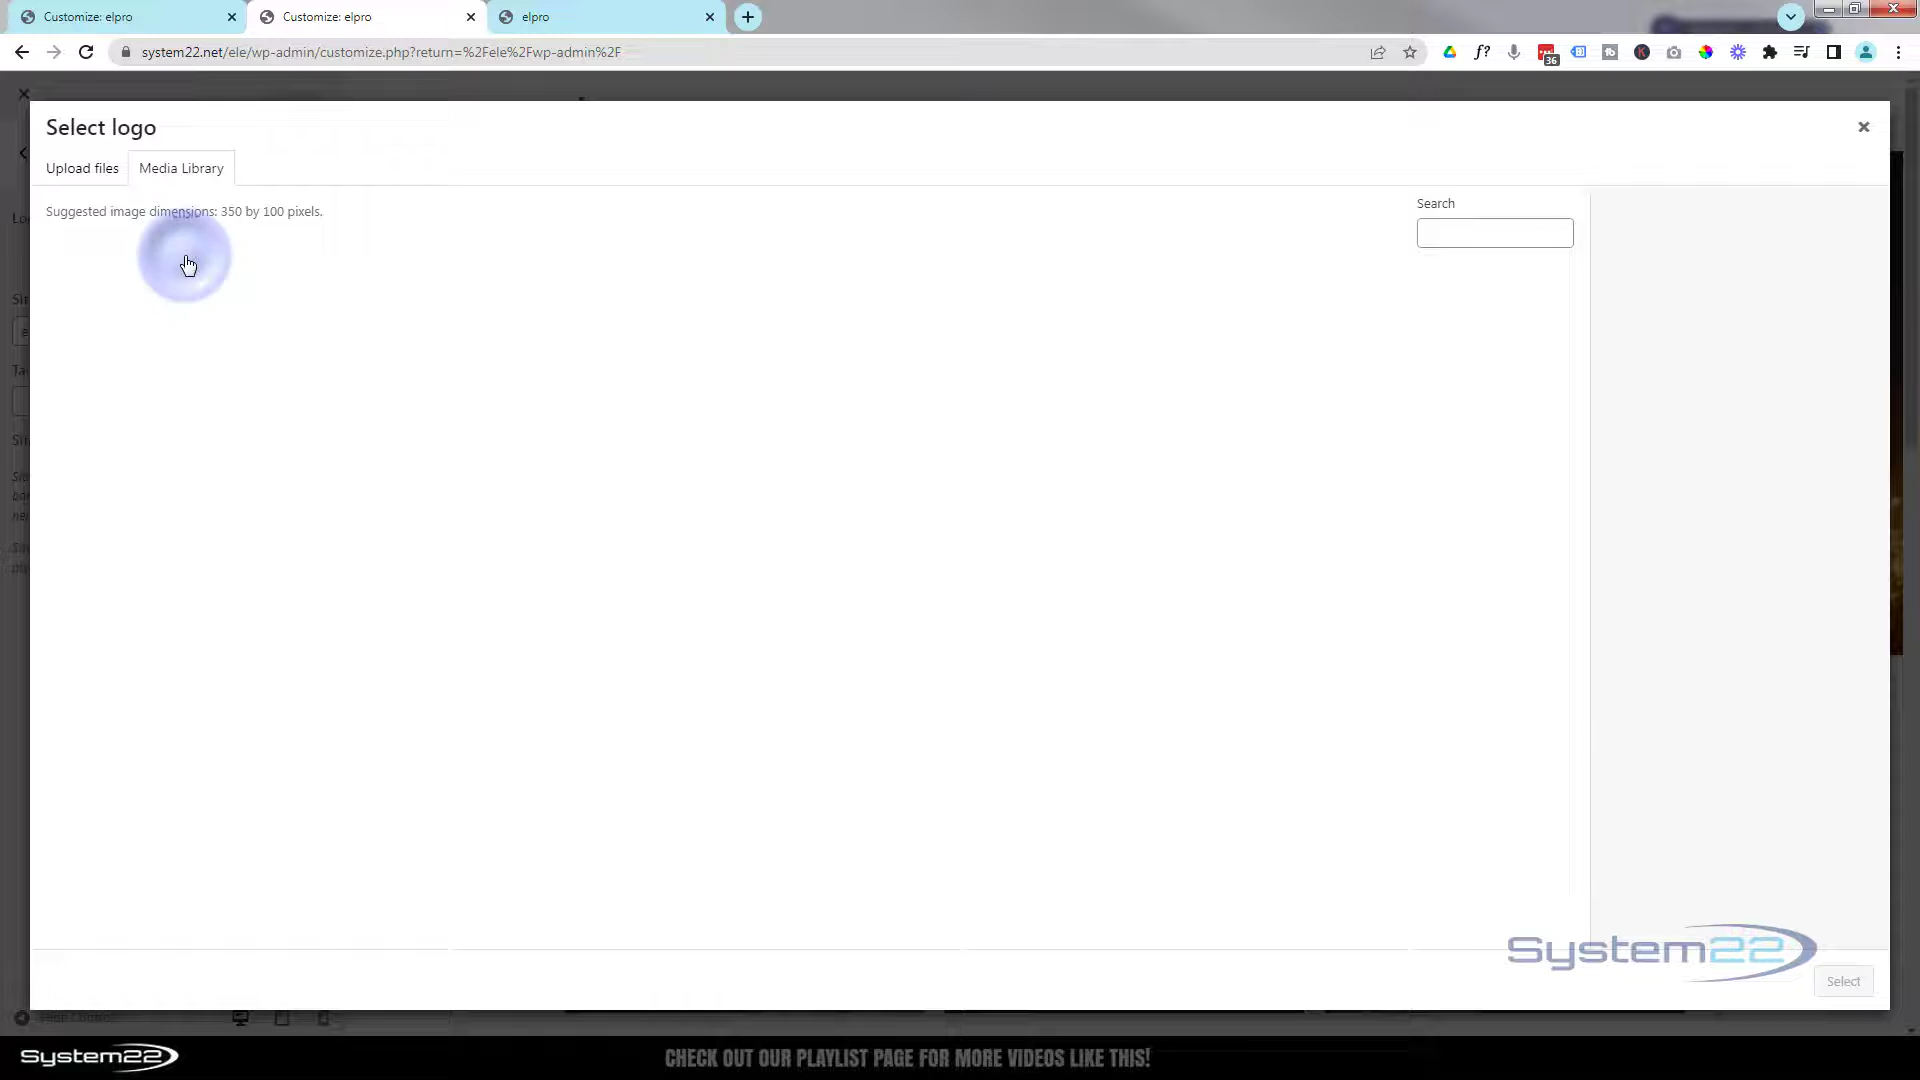 Customize: elpro
Customize: elpro
elpro
system22.net/ele/wp-admin/customize.php?return=%2Fele%2Fwp-admin%2F
36
Select logo
Upload files
Media Library
Suggested image dimensions: 350 by 100 pixels.
Search
System22
Select
System22
CHECK OUT OUR PLAYLIST PAGE FOR MORE VIDEOS LIKE THIS!